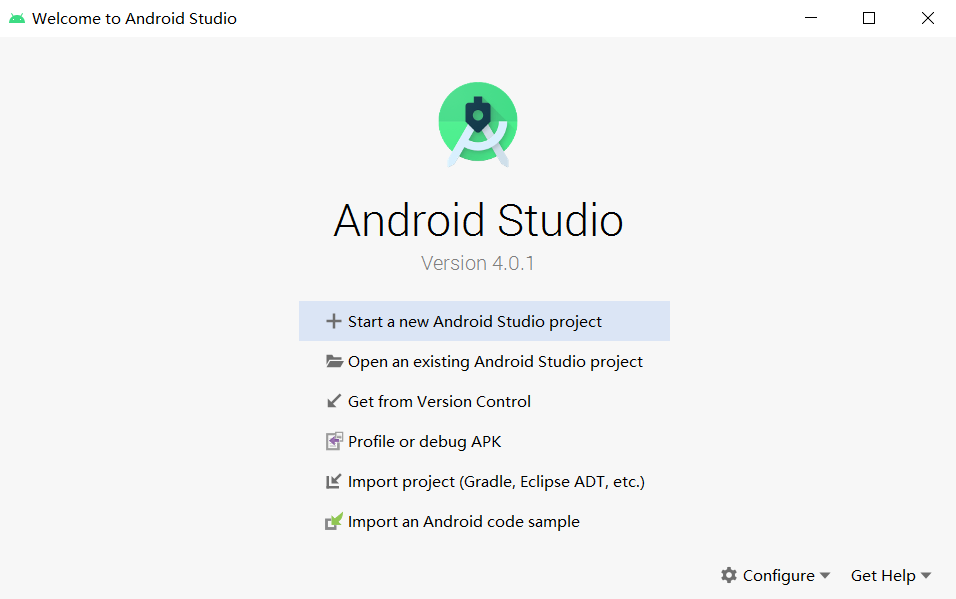 Welcome to Android Studio
Android Studio
Version 4.0.1
Start a new Android Studio project
Open an existing Android Studio project
Get from Version Control
Profile or debug APK
Import project (Gradle, Eclipse ADT, etc.)
Import an Android code sample
Configure Get Help